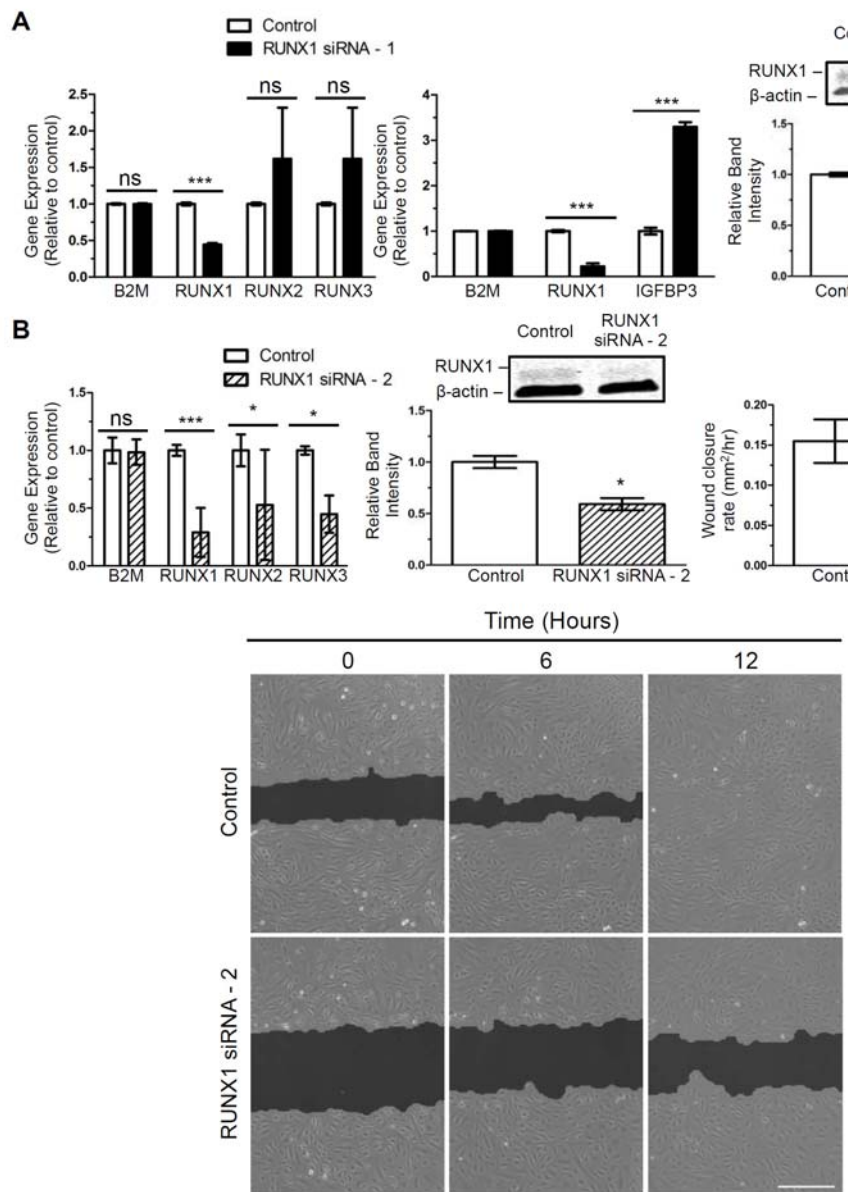 A
Control
RUNX1 siRNA - 1
Gene Expression
(Relative to control)
2.5
2.0
1.5
1.0
0.5
0.0
ns
***
ns
ns
B2M
RUNX1
RUNX2
RUNX3
Gene Expression
(Relative to control)
4
3
2
1
0
***
***
B2M
RUNX1
IGFBP3
RUNX1 –
β-actin –
Relative Band
Intensity
1.5
1.0
0.5
0.0
B
Control
RUNX1 siRNA - 2
Gene Expression
(Relative to control)
1.5
1.0
0.5
0.0
ns
***
*
*
B2M
RUNX1
RUNX2
RUNX3
Control
RUNX1
siRNA - 2
RUNX1 –
β-actin –
Relative Band
Intensity
1.5
1.0
0.5
0.0
*
Control
RUNX1 siRNA - 2
Wound closure
rate (mm²/hr)
0.20
0.15
0.10
0.05
0.00
Time (Hours)
0
6
12
Control
RUNX1 siRNA - 2